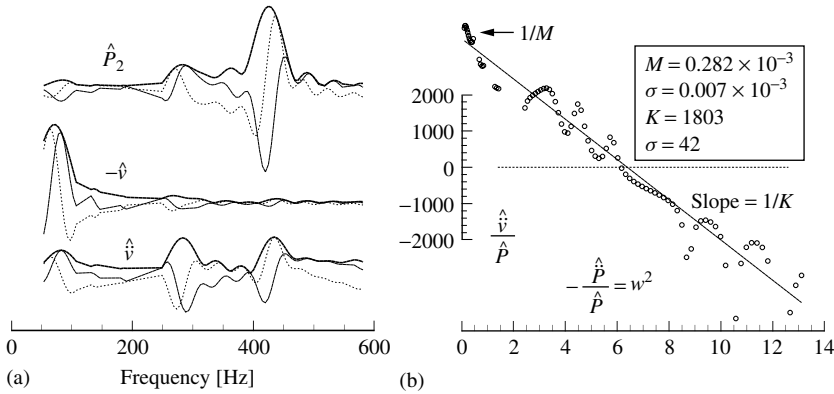 P̂₂
−v̂
v̈̂
0
200
400
600
(a)
Frequency [Hz]
1/M
M = 0.282 × 10⁻³
σ = 0.007 × 10⁻³
K = 1803
σ = 42
2000
1000
0
−1000
−2000
v̈̂
P̂
Slope = 1/K
− P̈̂ / P̂ = w²
0
2
4
6
8
10
12
14
(b)